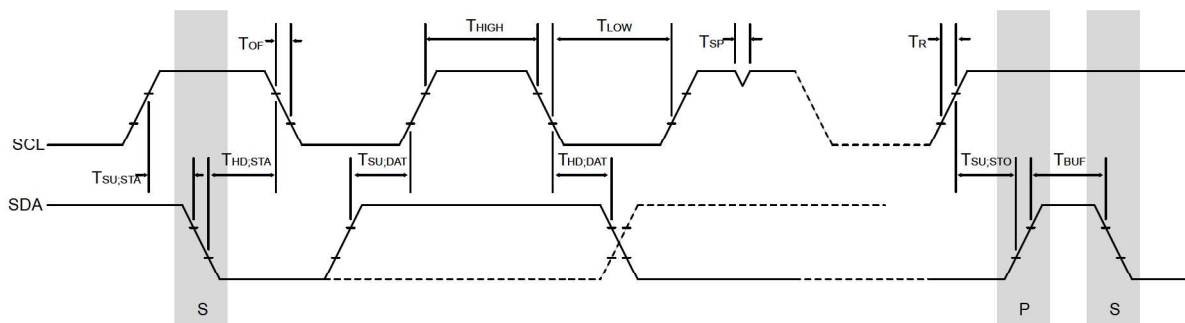 TOF THIGH TLOW TSP TR
SCL
TSU;STA THD;STA TSU;DAT THD;DAT TSU;STO TBUF
SDA
S P S